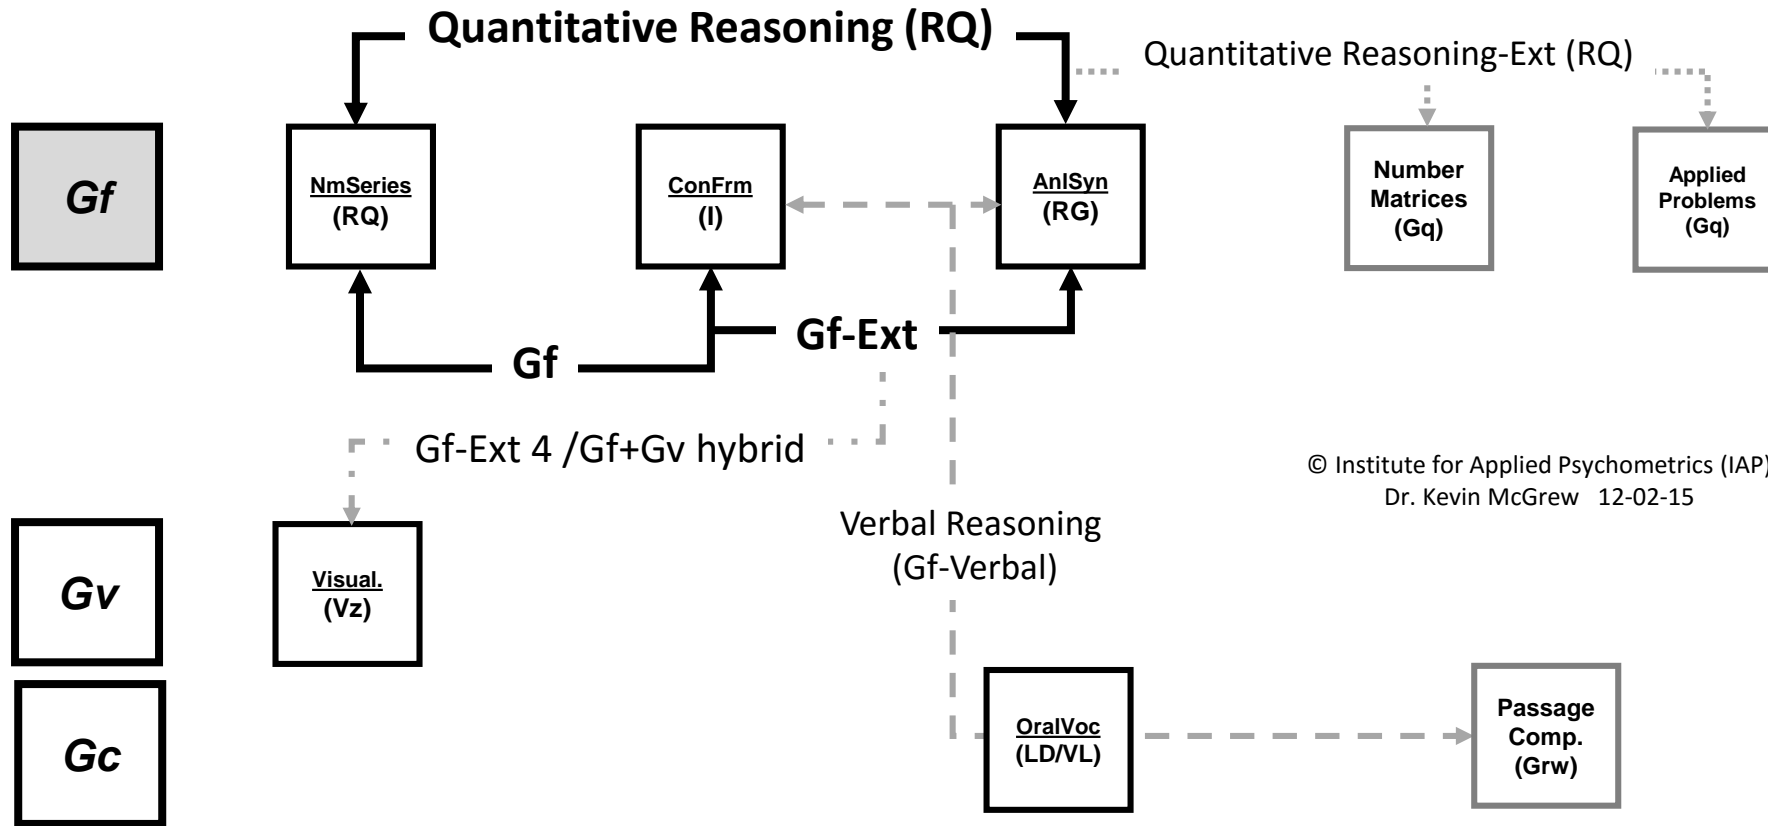 Quantitative Reasoning (RQ)
Quantitative Reasoning-Ext (RQ)
Gf
NmSeries
(RQ)
ConFrm
(I)
AnlSyn
(RG)
Number
Matrices
(Gq)
Applied
Problems
(Gq)
Gf-Ext
Gf
Gf-Ext 4 /Gf+Gv hybrid
© Institute for Applied Psychometrics (IAP)
Dr. Kevin McGrew 12-02-15
Verbal Reasoning
(Gf-Verbal)
Gv
Visual.
(Vz)
Gc
OralVoc
(LD/VL)
Passage
Comp.
(Grw)